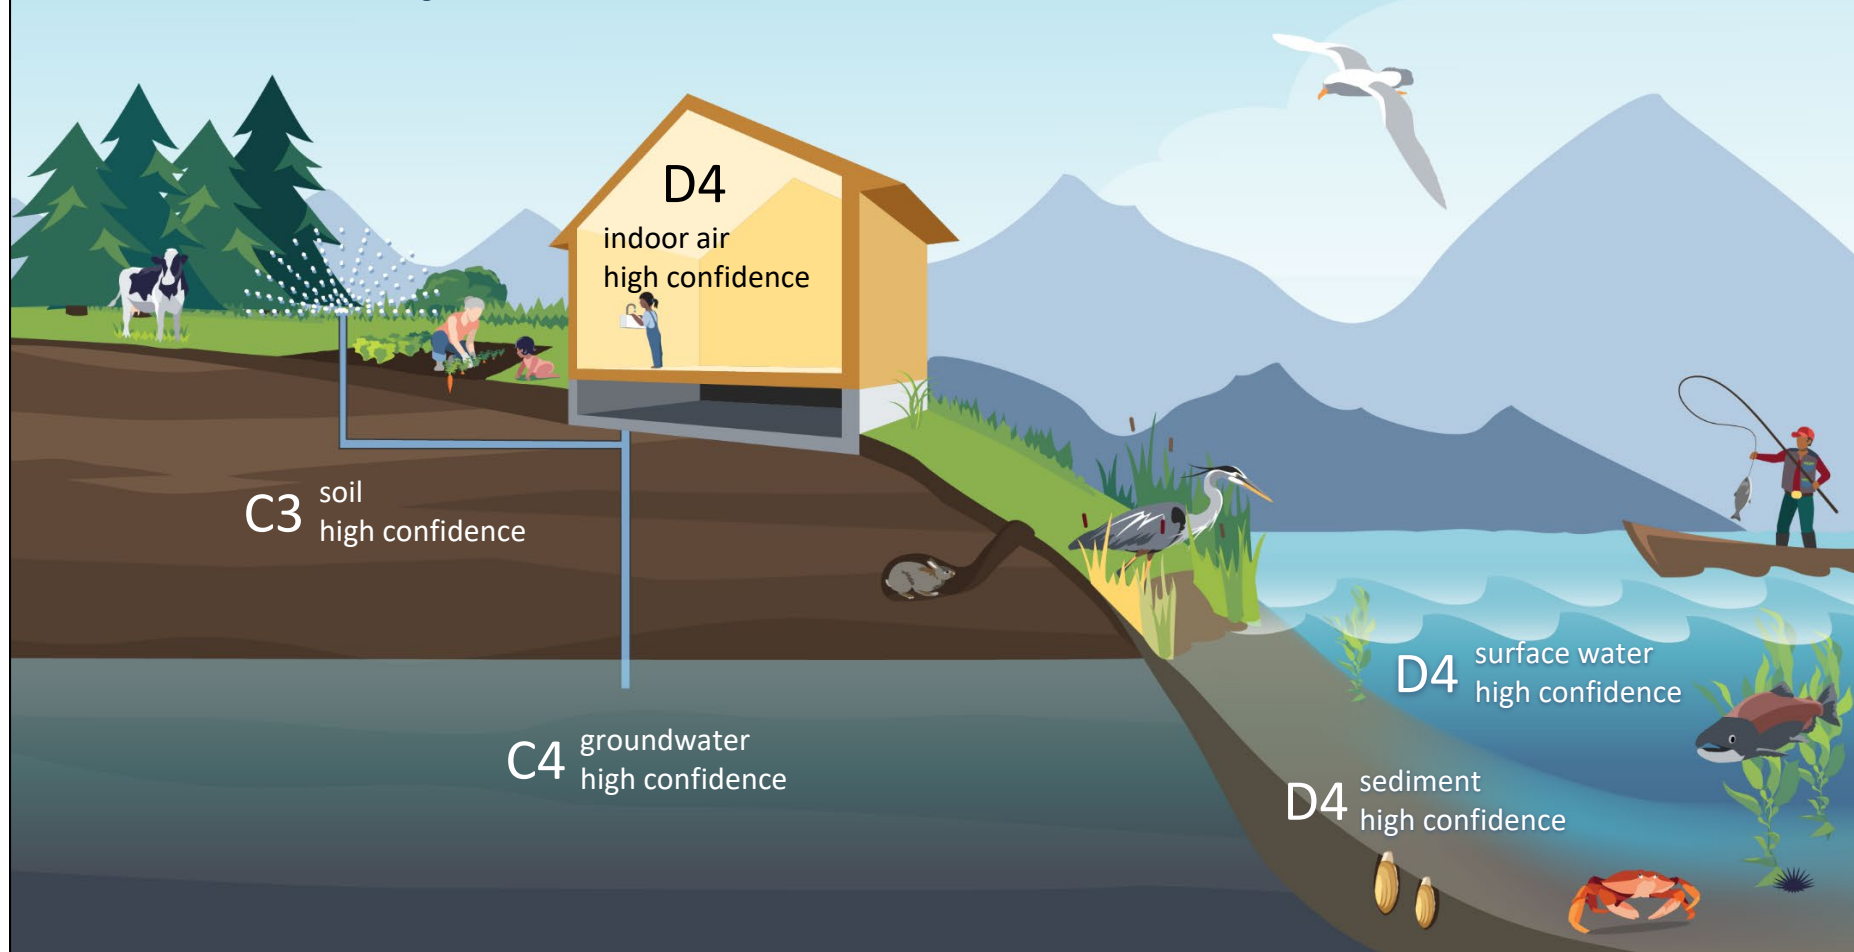 D4
indoor air
high confidence
C3
soil
high confidence
C4
groundwater
high confidence
D4
surface water
high confidence
D4
sediment
high confidence